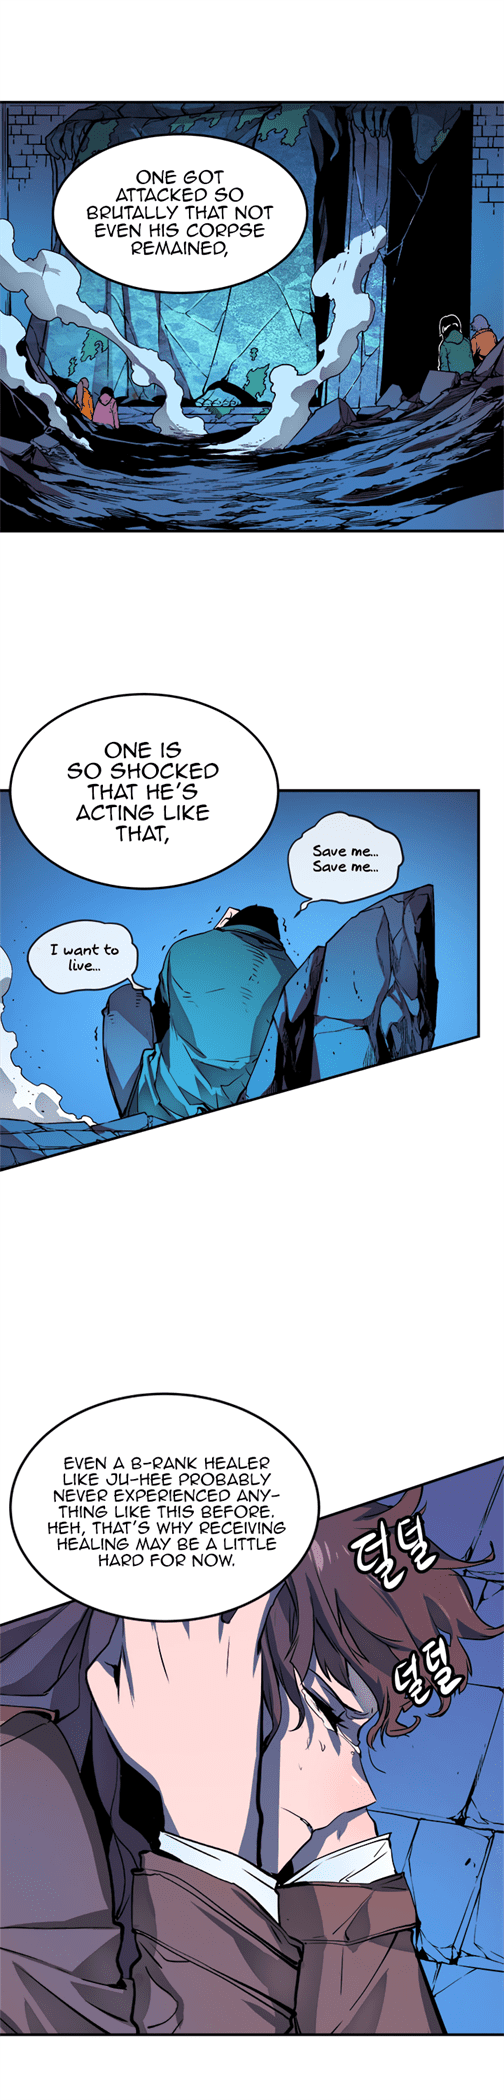 ONE GOT
ATTACKED SO
BRUTALLY THAT NOT
EVEN HIS CORPSE
REMAINED,
ONE IS
SO SHOCKED
THAT HE'S
ACTING LIKE
THAT,
Save me...
Save me...
I want to
live...
EVEN A B-RANK HEALER
LIKE JU-HEE PROBABLY
NEVER EXPERIENCED ANY-
THING LIKE THIS BEFORE.
HEH, THAT'S WHY RECEIVING
HEALING MAY BE A LITTLE
HARD FOR NOW.
덜덜
덜덜